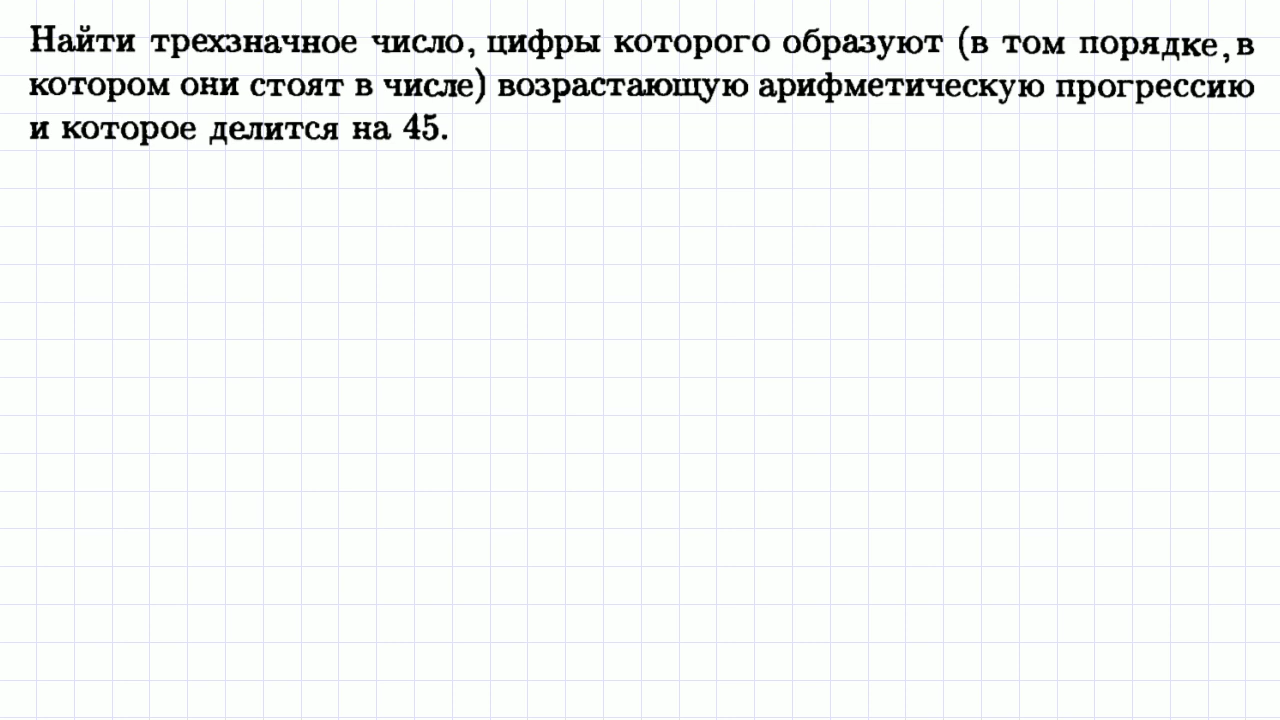 Найти трехзначное число, цифры которого образуют (в том порядке, в
котором они стоят в числе) возрастающую арифметическую прогрессию
и которое делится на 45.